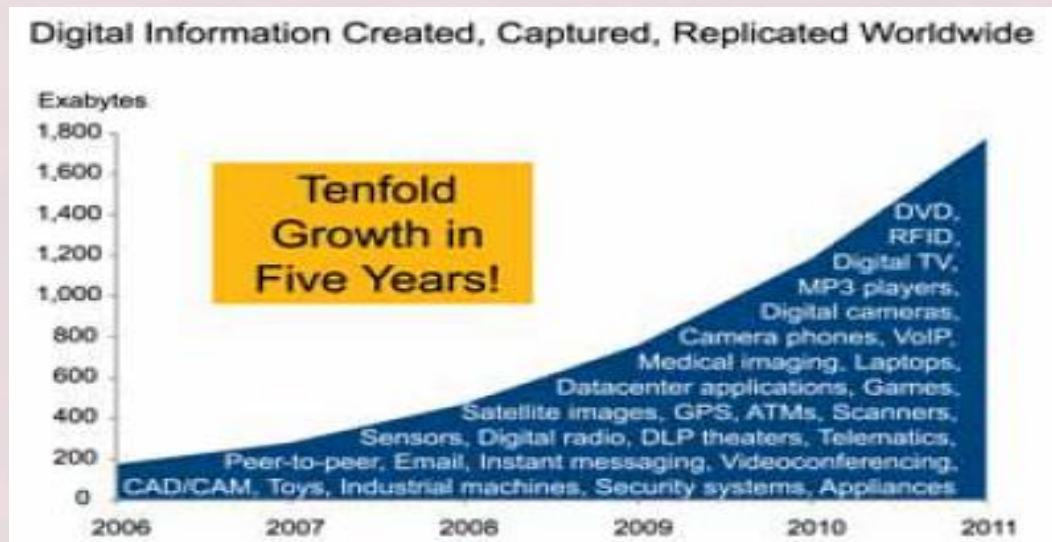 Digital Information Created, Captured, Replicated Worldwide
Exabytes
1,800
1,600
1,400
1,200
1,000
800
600
400
200
0
Tenfold
Growth in
Five Years!
DVD,
RFID,
Digital TV,
MP3 players,
Digital cameras,
Camera phones, VoIP,
Medical imaging, Laptops,
Datacenter applications, Games,
Satellite images, GPS, ATMs, Scanners,
Sensors, Digital radio, DLP theaters, Telematics,
Peer-to-peer, Email, Instant messaging, Videoconferencing,
CAD/CAM, Toys, Industrial machines, Security systems, Appliances
2006 2007 2008 2009 2010 2011